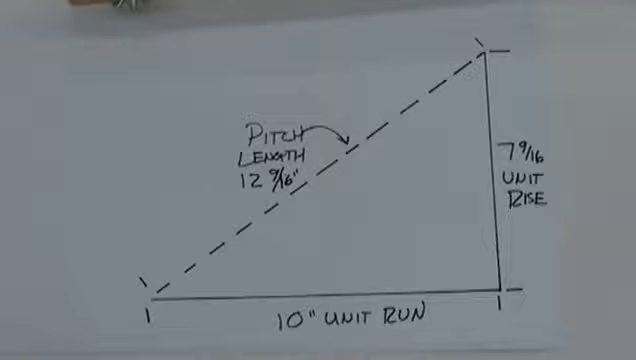 PITCH
LENGTH
12 9/16"
7 9/16
UNIT
RISE
10" UNIT RUN